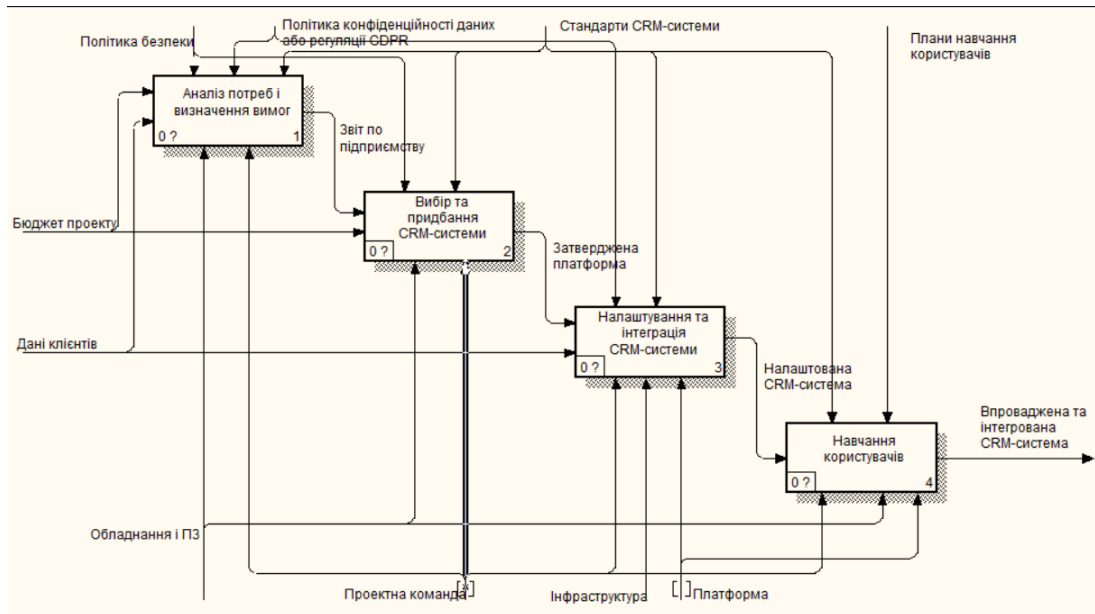 Політика безпеки
Політика конфіденційності даних
або регуляції CDPR
Стандарти CRM-системи
Плани навчання
користувачів
Аналіз потреб і
визначення вимог
0 ?
1
Звіт по
підприємству
Бюджет проекту
Вибір та
придбання
CRM-системи
0 ?
2
Затверджена
платформа
Дані клієнтів
Налаштування та
інтеграція
CRM-системи
0 ?
3
Налаштована
CRM-система
Навчання
користувачів
0 ?
4
Впроваджена та
інтегрована
CRM-система
Обладнання і ПЗ
Проектна команда
Інфраструктура
Платформа